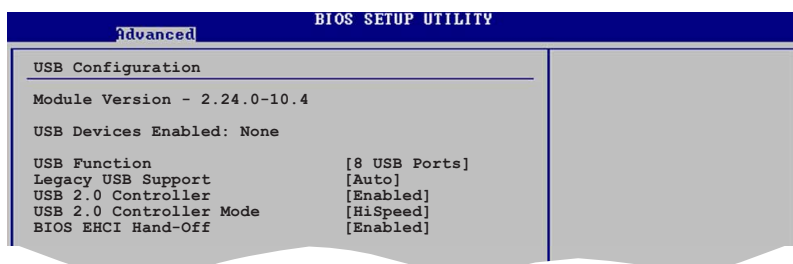 BIOS SETUP UTILITY
Advanced
USB Configuration
Module Version - 2.24.0-10.4
USB Devices Enabled: None
USB Function [8 USB Ports]
Legacy USB Support [Auto]
USB 2.0 Controller [Enabled]
USB 2.0 Controller Mode [HiSpeed]
BIOS EHCI Hand-Off [Enabled]